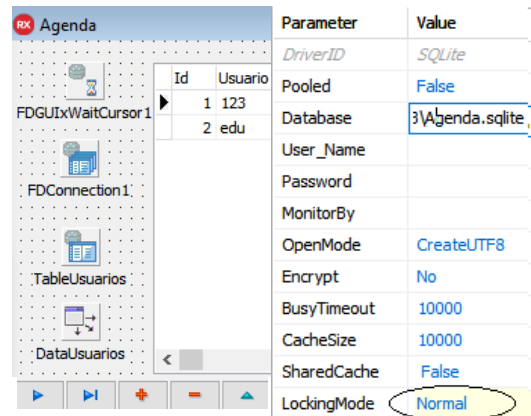 RX Agenda
Id Usuario
1 123
2 edu
FDGUIxWaitCursor1
FDConnection1
TableUsuarios
DataUsuarios
Parameter Value
DriverID SQLite
Pooled False
Database 3\Agenda.sqlite
User_Name
Password
MonitorBy
OpenMode CreateUTF8
Encrypt No
BusyTimeout 10000
CacheSize 10000
SharedCache False
LockingMode Normal